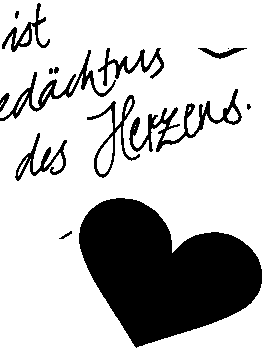 ist
edächtnis
des Herzens.